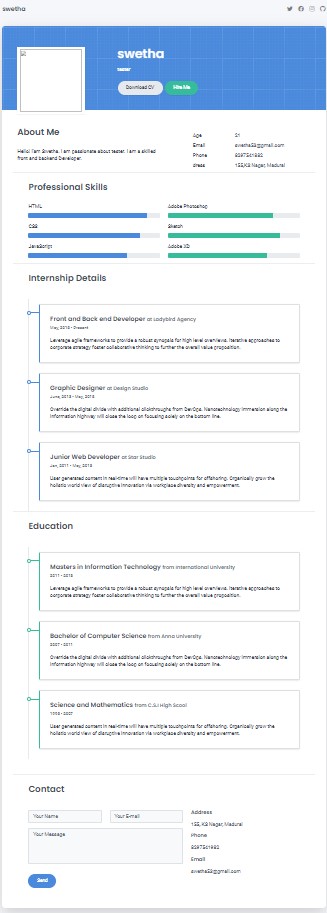 swetha
swetha
tester
Download CV
Hire Me
About Me
Hello! I'am Swetha. I am passionate about tester. I am a skilled
front and backend Developer.
Age 21
Email swetha23@gmail.com
Phone 8297541982
dress 155,K3 Nagar, Madurai
Professional Skills
HTML
Adobe Photoshop
CSS
Sketch
JavaScript
Adobe XD
Internship Details
Front and Back end Developer at Ladybird Agency
May, 2015 - Present
Leverage agile frameworks to provide a robust synopsis for high level overviews. Iterative approaches to
corporate strategy foster collaborative thinking to further the overall value proposition.
Graphic Designer at Design Studio
June, 2013 - May, 2015
Override the digital divide with additional clickthroughs from DevOps. Nanotechnology immersion along the
information highway will close the loop on focusing solely on the bottom line.
Junior Web Developer at Star Studio
Jan, 2011 - May, 2013
User generated content in real-time will have multiple touchpoints for offshoring. Organically grow the
holistic world view of disruptive innovation via workplace diversity and empowerment.
Education
Masters in Information Technology from International University
2011 - 2013
Leverage agile frameworks to provide a robust synopsis for high level overviews. Iterative approaches to
corporate strategy foster collaborative thinking to further the overall value proposition.
Bachelor of Computer Science from Anna University
2007 - 2011
Override the digital divide with additional clickthroughs from DevOps. Nanotechnology immersion along the
information highway will close the loop on focusing solely on the bottom line.
Science and Mathematics from C.S.I High Scool
1995 - 2007
User generated content in real-time will have multiple touchpoints for offshoring. Organically grow the
holistic world view of disruptive innovation via workplace diversity and empowerment.
Contact
Your Name
Your E-mail
Your Message
Send
Address
155, K3 Nagar, Madurai
Phone
8297541982
Email
swetha23@gmail.com